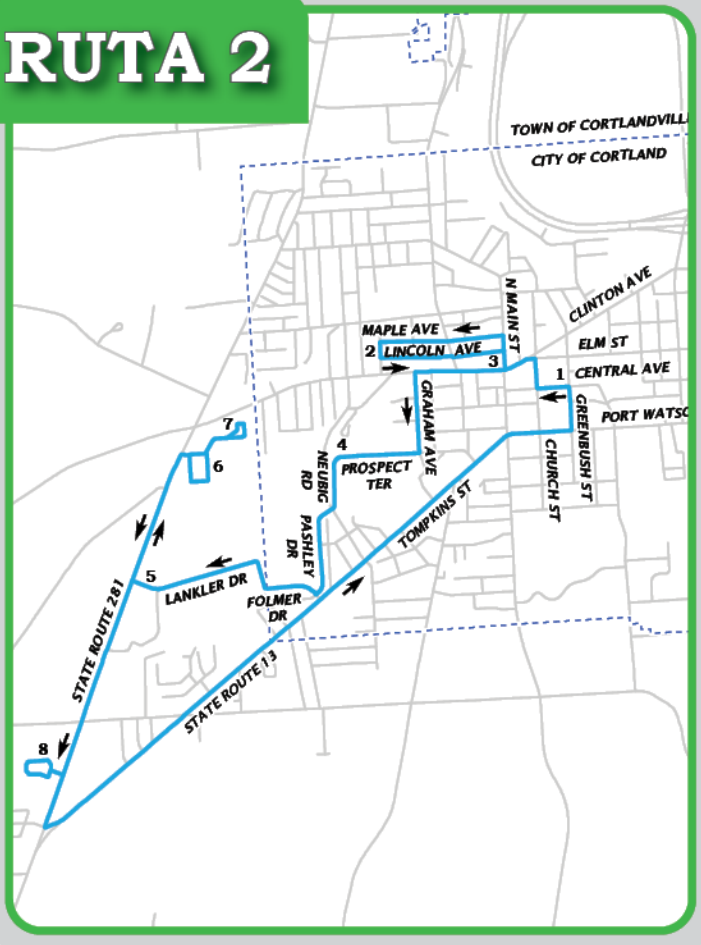 RUTA 2
TOWN OF CORTLANDVILL
CITY OF CORTLAND
N MAIN ST
CLINTON AVE
MAPLE AVE
ELM ST
2
LINCOLN AVE
3
1
CENTRAL AVE
GRAHAM AVE
GREENBUSH ST
PORT WATSO
7
4
6
NEUBIG
RD
PROSPECT
TER
CHURCH ST
TOMPKINS ST
PASHLEY
DR
5
LANKLER DR
FOLMER
DR
STATE ROUTE 281
STATE ROUTE 13
8